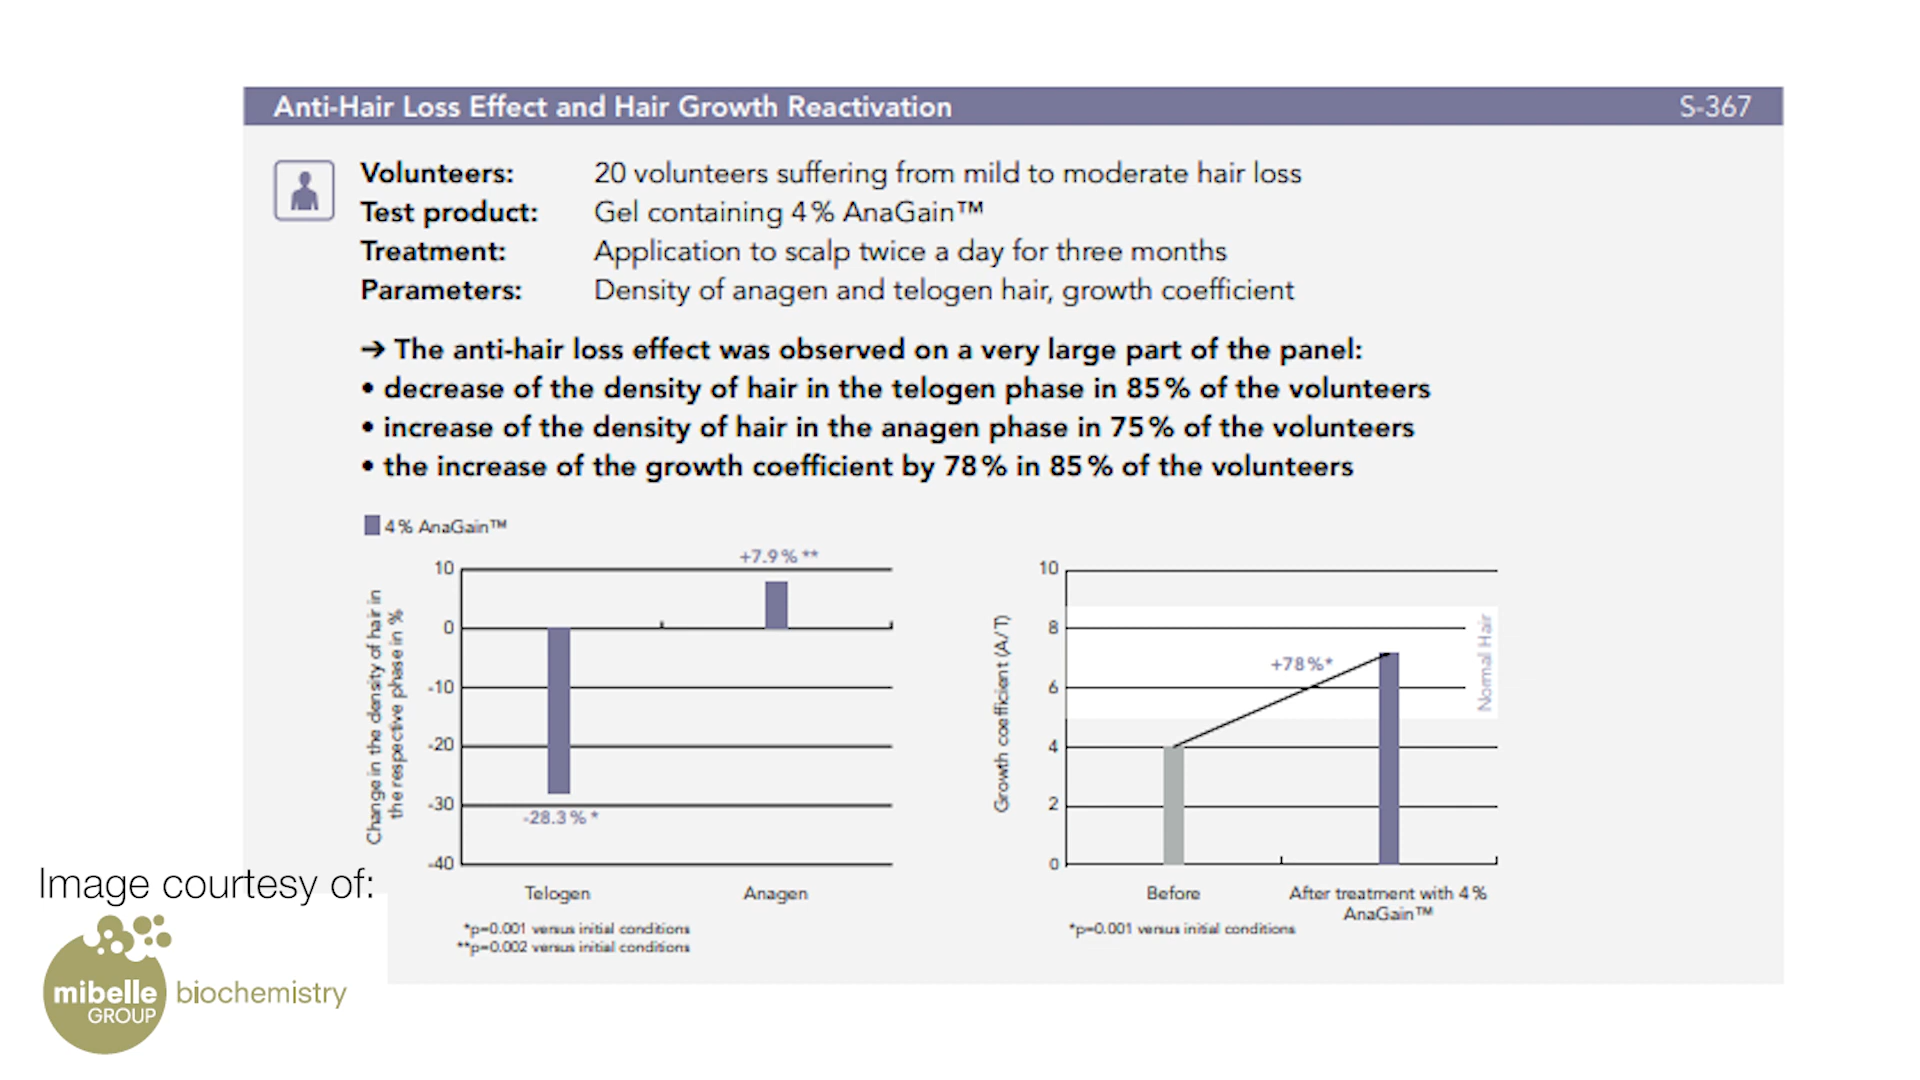 Anti-Hair Loss Effect and Hair Growth Reactivation S-367
Volunteers: 20 volunteers suffering from mild to moderate hair loss
Test product: Gel containing 4% AnaGain™
Treatment: Application to scalp twice a day for three months
Parameters: Density of anagen and telogen hair, growth coefficient
➔ The anti-hair loss effect was observed on a very large part of the panel:
• decrease of the density of hair in the telogen phase in 85% of the volunteers
• increase of the density of hair in the anagen phase in 75% of the volunteers
• the increase of the growth coefficient by 78% in 85% of the volunteers
4% AnaGain™
Change in the density of hair in
the respective phase in %
10
0
-10
-20
-30
-40
+7.9% **
-28.3% *
Telogen Anagen
*p=0.001 versus initial conditions
**p=0.002 versus initial conditions
Growth coefficient (A/T)
10
8
6
4
2
0
+78%*
Normal Hair
Before After treatment with 4%
AnaGain™
*p=0.001 versus initial conditions
Image courtesy of:
mibelle
GROUP
biochemistry